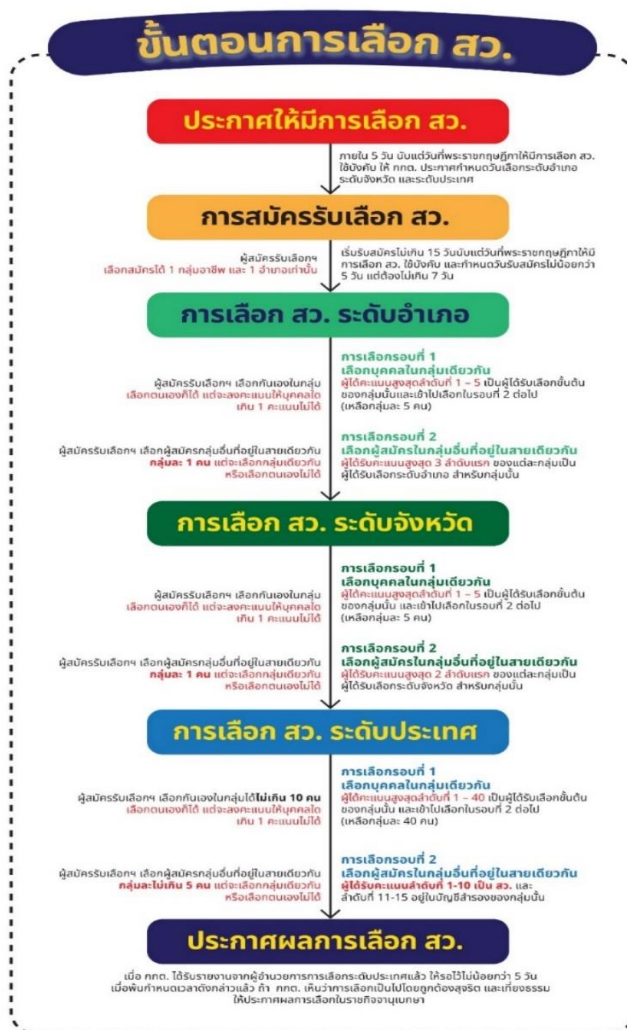 ขั้นตอนการเลือก สว.
ประกาศให้มีการเลือก สว.
ภายใน 5 วัน นับแต่วันที่พระราชกฤษฎีกาให้มีการเลือก สว.
ใช้บังคับ ให้ กกต. ประกาศกำหนดวันเลือกระดับอำเภอ
ระดับจังหวัด และระดับประเทศ
การสมัครรับเลือก สว.
ผู้สมัครรับเลือกฯ
เลือกสมัครได้ 1 กลุ่มอาชีพ และ 1 อำเภอเท่านั้น
เริ่มรับสมัครไม่เกิน 15 วันนับแต่วันที่พระราชกฤษฎีกาให้มี
การเลือก สว. ใช้บังคับ และกำหนดวันรับสมัครไม่น้อยกว่า
5 วัน แต่ต้องไม่เกิน 7 วัน
การเลือก สว. ระดับอำเภอ
ผู้สมัครรับเลือกฯ เลือกกันเองในกลุ่ม
เลือกตนเองก็ได้ แต่จะลงคะแนนให้บุคคลใด
เกิน 1 คะแนนไม่ได้
การเลือกรอบที่ 1
เลือกบุคคลในกลุ่มเดียวกัน
ผู้ได้คะแนนสูงสุดลำดับที่ 1 – 5 เป็นผู้ได้รับเลือกขั้นต้น
ของกลุ่มนั้นและเข้าไปเลือกในรอบที่ 2 ต่อไป
(เหลือกลุ่มละ 5 คน)
ผู้สมัครรับเลือกฯ เลือกผู้สมัครกลุ่มอื่นที่อยู่ในสายเดียวกัน
กลุ่มละ 1 คน แต่จะเลือกกลุ่มเดียวกัน
หรือเลือกตนเองไม่ได้
การเลือกรอบที่ 2
เลือกผู้สมัครในกลุ่มอื่นที่อยู่ในสายเดียวกัน
ผู้ได้รับคะแนนสูงสุด 3 ลำดับแรก ของแต่ละกลุ่มเป็น
ผู้ได้รับเลือกระดับอำเภอ สำหรับกลุ่มนั้น
การเลือก สว. ระดับจังหวัด
ผู้สมัครรับเลือกฯ เลือกกันเองในกลุ่ม
เลือกตนเองก็ได้ แต่จะลงคะแนนให้บุคคลใด
เกิน 1 คะแนนไม่ได้
การเลือกรอบที่ 1
เลือกบุคคลในกลุ่มเดียวกัน
ผู้ได้คะแนนสูงสุดลำดับที่ 1 – 5 เป็นผู้ได้รับเลือกขั้นต้น
ของกลุ่มนั้น และเข้าไปเลือกในรอบที่ 2 ต่อไป
(เหลือกลุ่มละ 5 คน)
ผู้สมัครรับเลือกฯ เลือกผู้สมัครกลุ่มอื่นที่อยู่ในสายเดียวกัน
กลุ่มละ 1 คน แต่จะเลือกกลุ่มเดียวกัน
หรือเลือกตนเองไม่ได้
การเลือกรอบที่ 2
เลือกผู้สมัครในกลุ่มอื่นที่อยู่ในสายเดียวกัน
ผู้ได้รับคะแนนสูงสุด 2 ลำดับแรก ของแต่ละกลุ่มเป็น
ผู้ได้รับเลือกระดับจังหวัด สำหรับกลุ่มนั้น
การเลือก สว. ระดับประเทศ
ผู้สมัครรับเลือกฯ เลือกกันเองในกลุ่มได้ไม่เกิน 10 คน
เลือกตนเองก็ได้ แต่จะลงคะแนนให้บุคคลใด
เกิน 1 คะแนนไม่ได้
การเลือกรอบที่ 1
เลือกบุคคลในกลุ่มเดียวกัน
ผู้ได้คะแนนสูงสุดลำดับที่ 1 – 40 เป็นผู้ได้รับเลือกขั้นต้น
ของกลุ่มนั้น และเข้าไปเลือกในรอบที่ 2 ต่อไป
(เหลือกลุ่มละ 40 คน)
ผู้สมัครรับเลือกฯ เลือกผู้สมัครกลุ่มอื่นที่อยู่ในสายเดียวกัน
กลุ่มละไม่เกิน 5 คน แต่จะเลือกกลุ่มเดียวกัน
หรือเลือกตนเองไม่ได้
การเลือกรอบที่ 2
เลือกผู้สมัครในกลุ่มอื่นที่อยู่ในสายเดียวกัน
ผู้ได้รับคะแนนลำดับที่ 1-10 เป็น สว. และ
ลำดับที่ 11-15 อยู่ในบัญชีสำรองของกลุ่มนั้น
ประกาศผลการเลือก สว.
เมื่อ กกต. ได้รับรายงานจากผู้อำนวยการการเลือกระดับประเทศแล้ว ให้รอไว้ไม่น้อยกว่า 5 วัน
เมื่อพ้นกำหนดเวลาดังกล่าวแล้ว ถ้า กกต. เห็นว่าการเลือกเป็นไปโดยถูกต้องสุจริต และเที่ยงธรรม
ให้ประกาศผลการเลือกในราชกิจจานุเบกษา